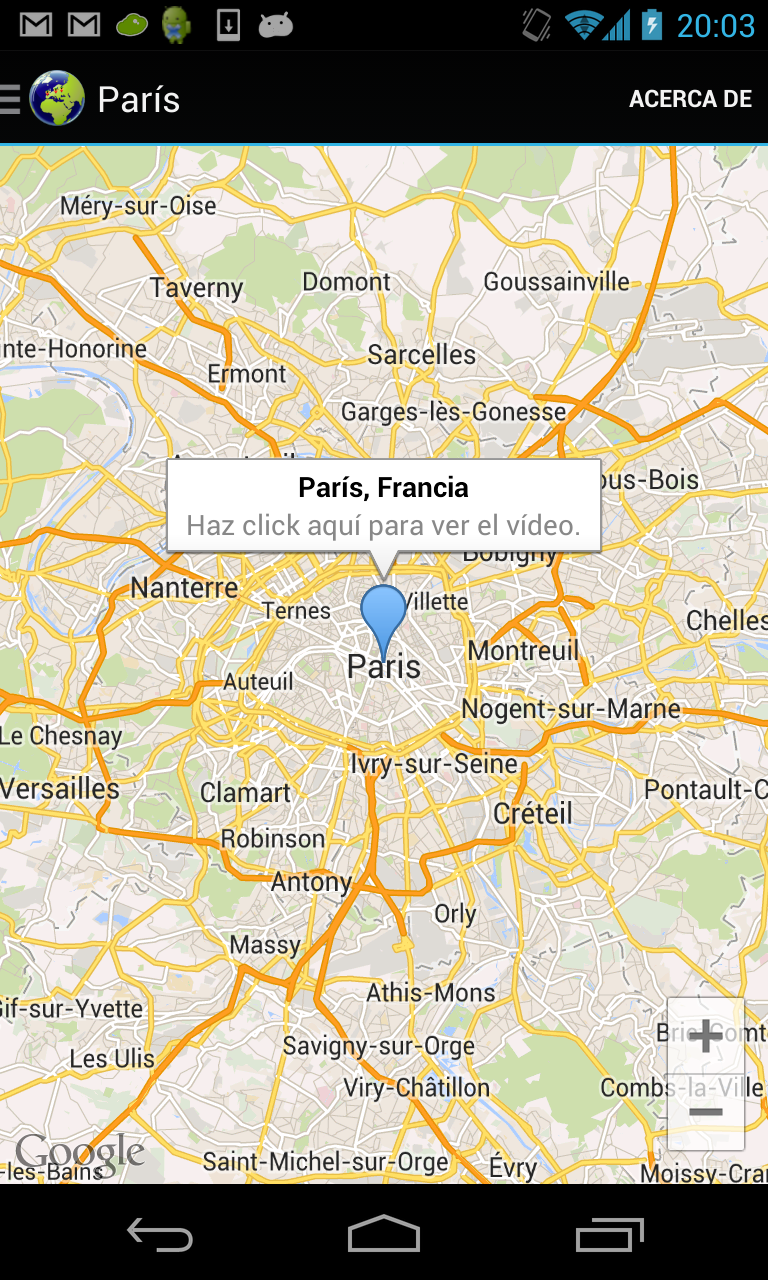 20:03
París
ACERCA DE
Méry-sur-Oise
Taverny
Domont
Goussainville
nte-Honorine
Sarcelles
Ermont
Garges-lès-Gonesse
París, Francia
ous-Bois
Haz click aquí para ver el vídeo.
Bobigny
Nanterre
Ternes
Villette
Chelles
Montreuil
Paris
Auteuil
Nogent-sur-Marne
Le Chesnay
Ivry-sur-Seine
Versailles
Clamart
Pontault-C
Créteil
Robinson
Antony
Orly
Massy
Athis-Mons
Gif-sur-Yvette
+
Savigny-sur-Orge
Les Ulis
Viry-Châtillon
Combs-la-Ville
−
Google
-les-Bains
Saint-Michel-sur-Orge
Évry
Moissy-Cra